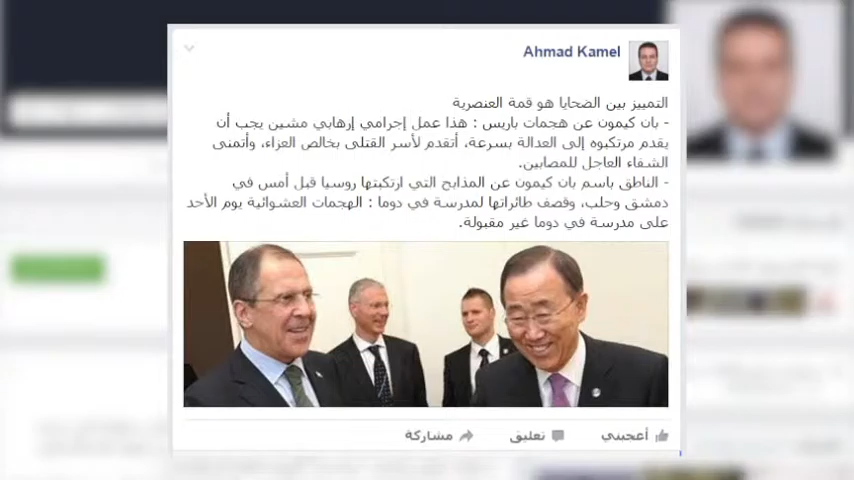 Ahmad Kamel
التمييز بين الضحايا هو قمة العنصرية
- بان كيمون عن هجمات باريس : هذا عمل إجرامي إرهابي مشين يجب أن
يقدم مرتكبوه إلى العدالة بسرعة، أتقدم لأسر القتلى بخالص العزاء، وأتمنى
الشفاء العاجل للمصابين.
- الناطق باسم بان كيمون عن المذابح التي ارتكبتها روسيا قبل أمس في
دمشق وحلب، وقصف طائراتها لمدرسة في دوما : الهجمات العشوائية يوم الأحد
على مدرسة في دوما غير مقبولة.
أعجبني تعليق مشاركة